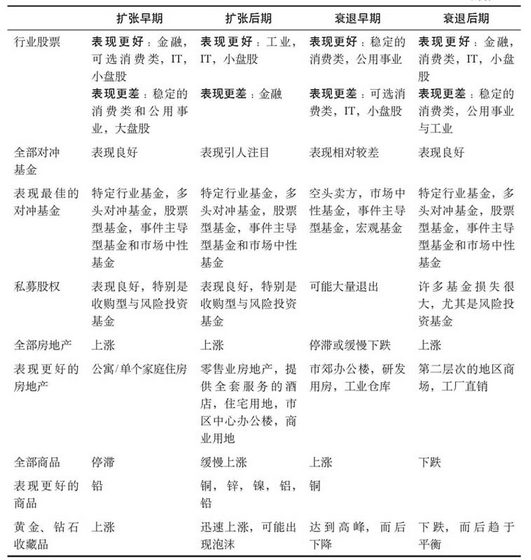 扩张早期 扩张后期 衰退早期 衰退后期
行业股票 表现更好：金融， 表现更好：工业， 表现更好：稳定的 表现更好：金融，
可选消费类，IT， IT，小盘股 消费类，公用事业 消费类，IT，小
小盘股 盘股
表现更差：稳定的 表现更差：金融 表现更差：可选消 表现更差：稳定的
消费类和公用事 费类，IT，小盘股 消费类，公用事业
业，大盘股 与工业
全部对冲 表现良好 表现引人注目 表现相对较差 表现良好
基金
表现最佳的 特定行业基金，多 特定行业基金，多 空头卖方，市场中 特定行业基金，多
对冲基金 头对冲基金，股票 头对冲基金，股票 性基金，事件主导 头对冲基金，股票
型基金，事件主导 型基金，事件主导 型基金，宏观基金 型基金，事件主导
型基金和市场中性 型基金和市场中性 型基金和市场中性
基金 基金 基金
私募股权 表现良好，特别是 表现良好，特别是 可能大量退出 许多基金损失很
收购型与风险投资 收购型与风险投资 大，尤其是风险投资
基金 基金 基金
全部房地产 上涨 上涨 停滞或缓慢下跌 上涨
表现更好的 公寓/单个家庭住房 零售业房地产，提 市郊办公楼，研发 第二层次的地区商
房地产 供全套服务的酒 用房，工业仓库 场，工厂直销
店，住宅用地，市
区中心办公楼，商
业用地
全部商品 停滞 缓慢上涨 上涨 下跌
表现更好的 铅 铜，锌，镍，铝， 铜
商品 铅
黄金、钻石 上涨 迅速上涨，可能出 达到高峰，而后 下跌，而后趋于
收藏品 现泡沫 下降 平衡